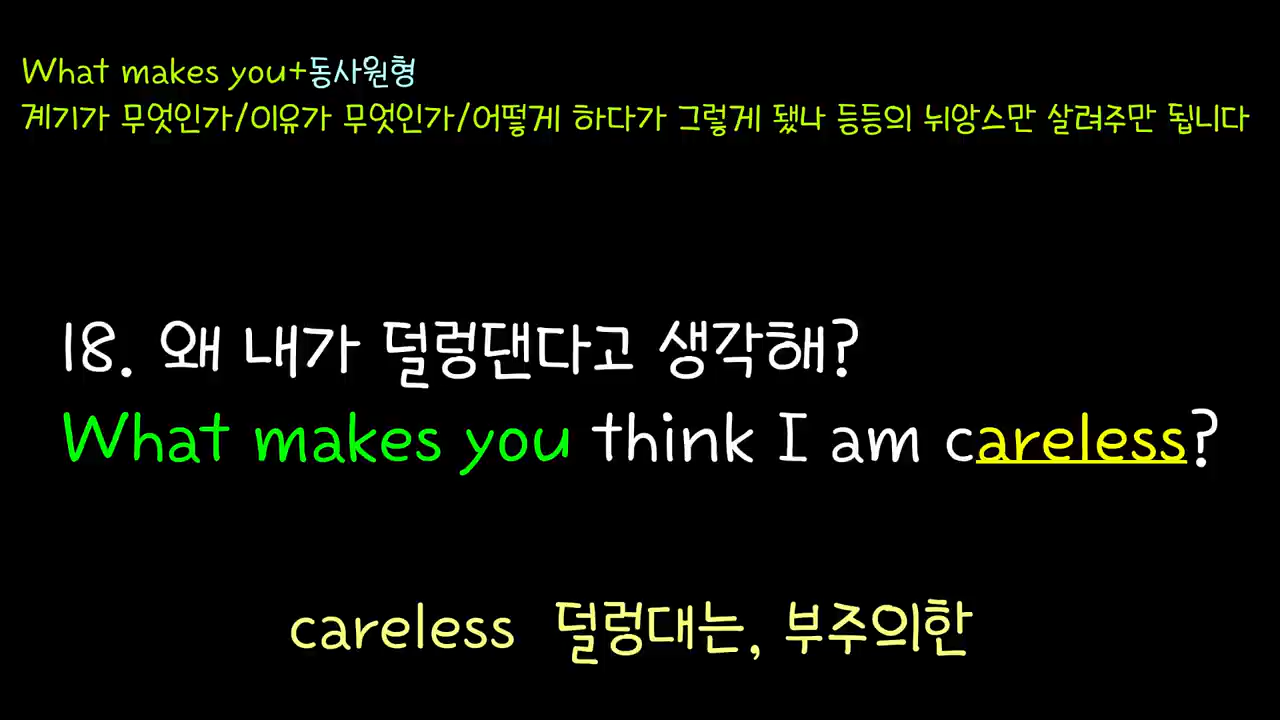 What makes you+동사원형
계기가 무엇인가/이유가 무엇인가/어떻게 하다가 그렇게 됐나 등등의 뉘앙스만 살려주만 됩니다
18. 왜 내가 덜렁댄다고 생각해?
What makes you think I am careless?
careless 덜렁대는, 부주의한